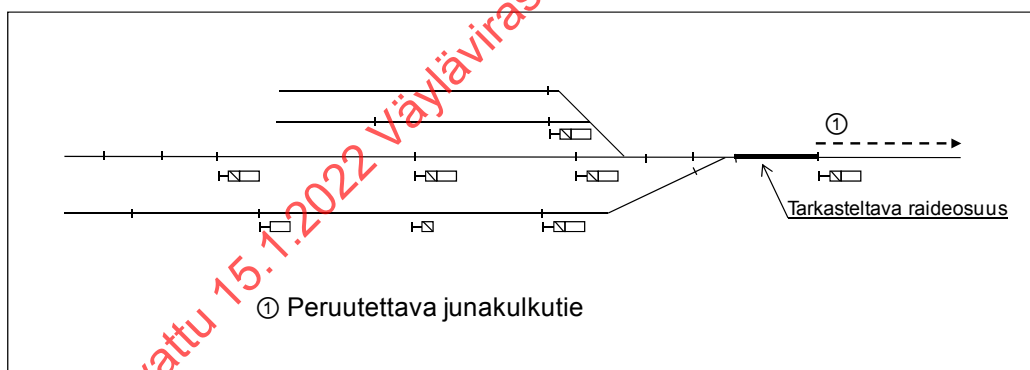 ①
Tarkasteltava raideosuus
① Peruutettava junakulkutie
vattu 15.1.2022 Väyläviras